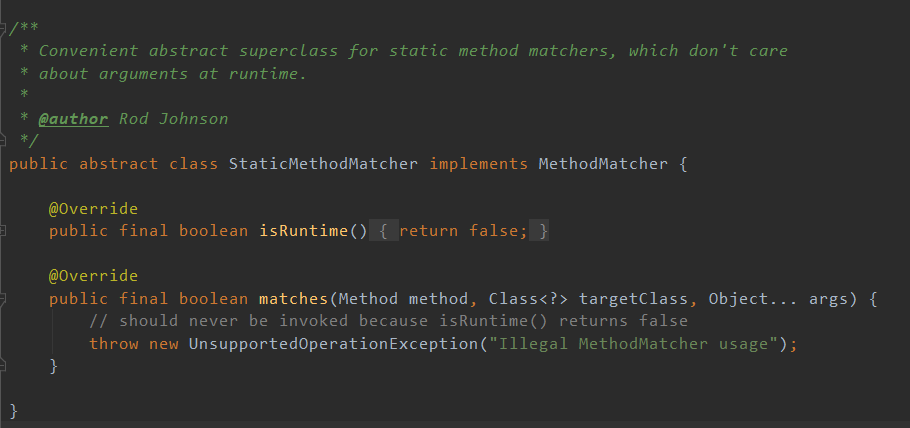 /**
 * Convenient abstract superclass for static method matchers, which don't care
 * about arguments at runtime.
 *
 * @author Rod Johnson
 */
public abstract class StaticMethodMatcher implements MethodMatcher {
@Override
public final boolean isRuntime() { return false; }
@Override
public final boolean matches(Method method, Class<?> targetClass, Object... args) {
// should never be invoked because isRuntime() returns false
throw new UnsupportedOperationException("Illegal MethodMatcher usage");
}
}